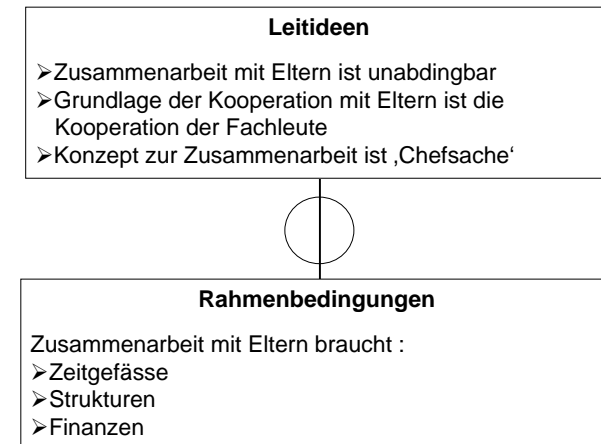 Leitideen
➢Zusammenarbeit mit Eltern ist unabdingbar
➢Grundlage der Kooperation mit Eltern ist die
Kooperation der Fachleute
➢Konzept zur Zusammenarbeit ist ‚Chefsache‘
Rahmenbedingungen
Zusammenarbeit mit Eltern braucht :
➢Zeitgefässe
➢Strukturen
➢Finanzen